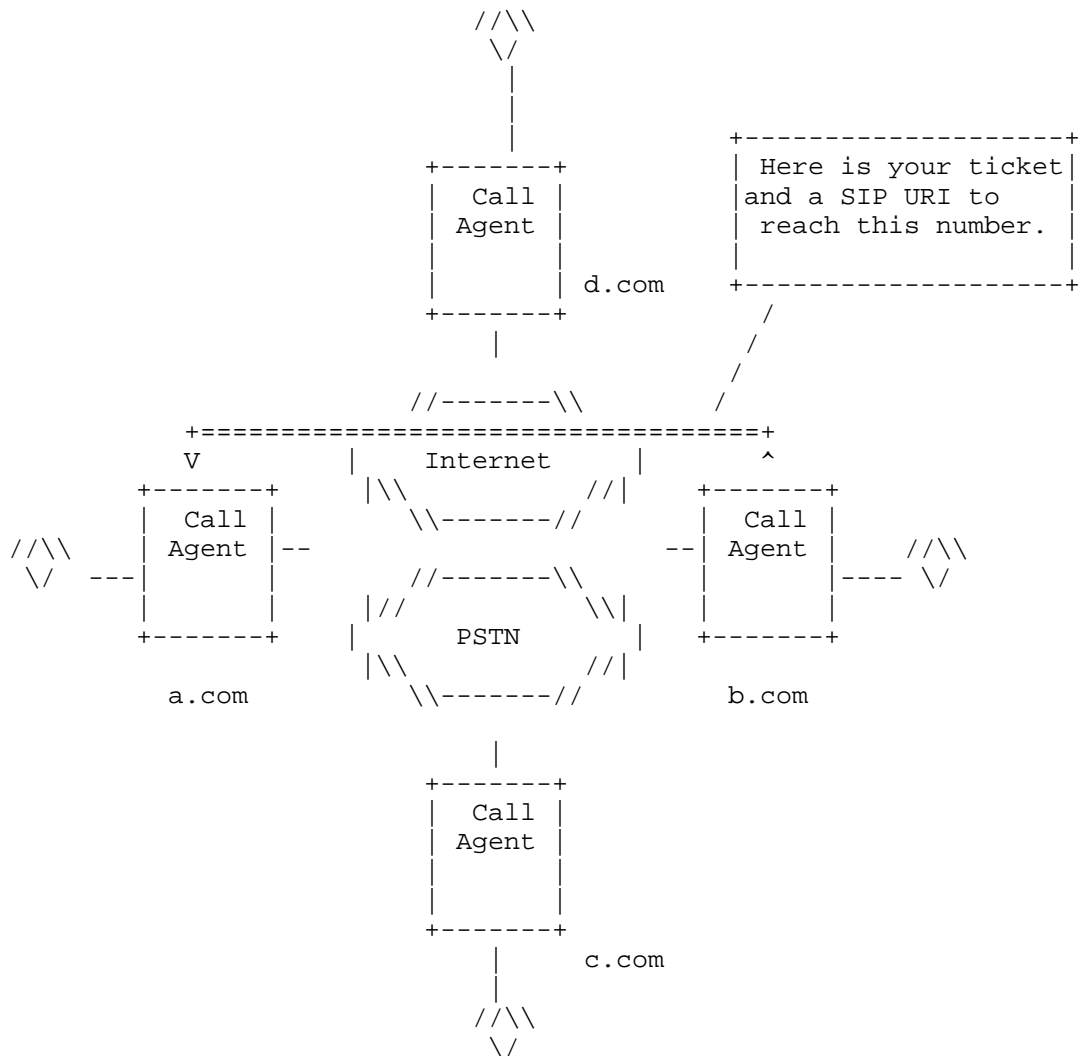 Call
Agent
Here is your ticket
and a SIP URI to
reach this number.
d.com
Internet
Call
Agent
Call
Agent
PSTN
a.com
b.com
Call
Agent
c.com